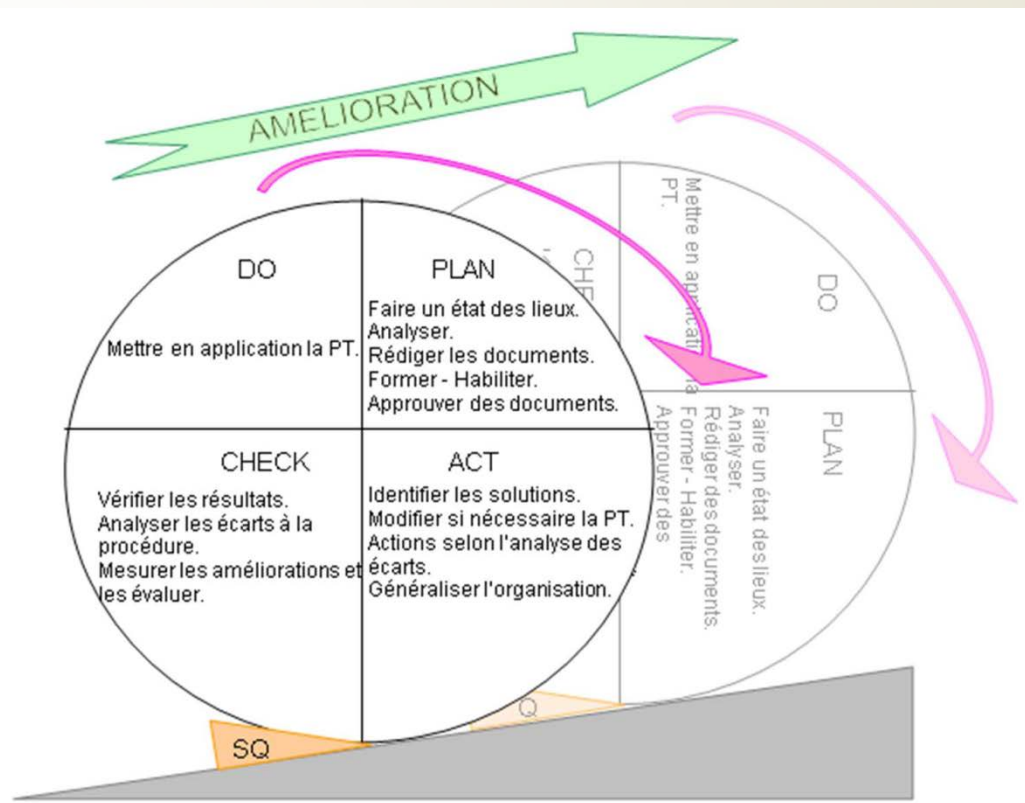 AMELIORATION
DO
Mettre en application la PT.
PLAN
Faire un état des lieux.
Analyser.
Rédiger les documents.
Former - Habiliter.
Approuver des documents.
CHECK
Vérifier les résultats.
Analyser les écarts à la
procédure.
Mesurer les améliorations et
les évaluer.
ACT
Identifier les solutions.
Modifier si nécessaire la PT.
Actions selon l'analyse des
écarts.
Généraliser l'organisation.
SQ
CHE
Mettre en application la
PT.
DO
PLAN
Faire un état des lieux.
Analyser.
Rédiger des documents.
Former - Habiliter.
Approuver des
Q